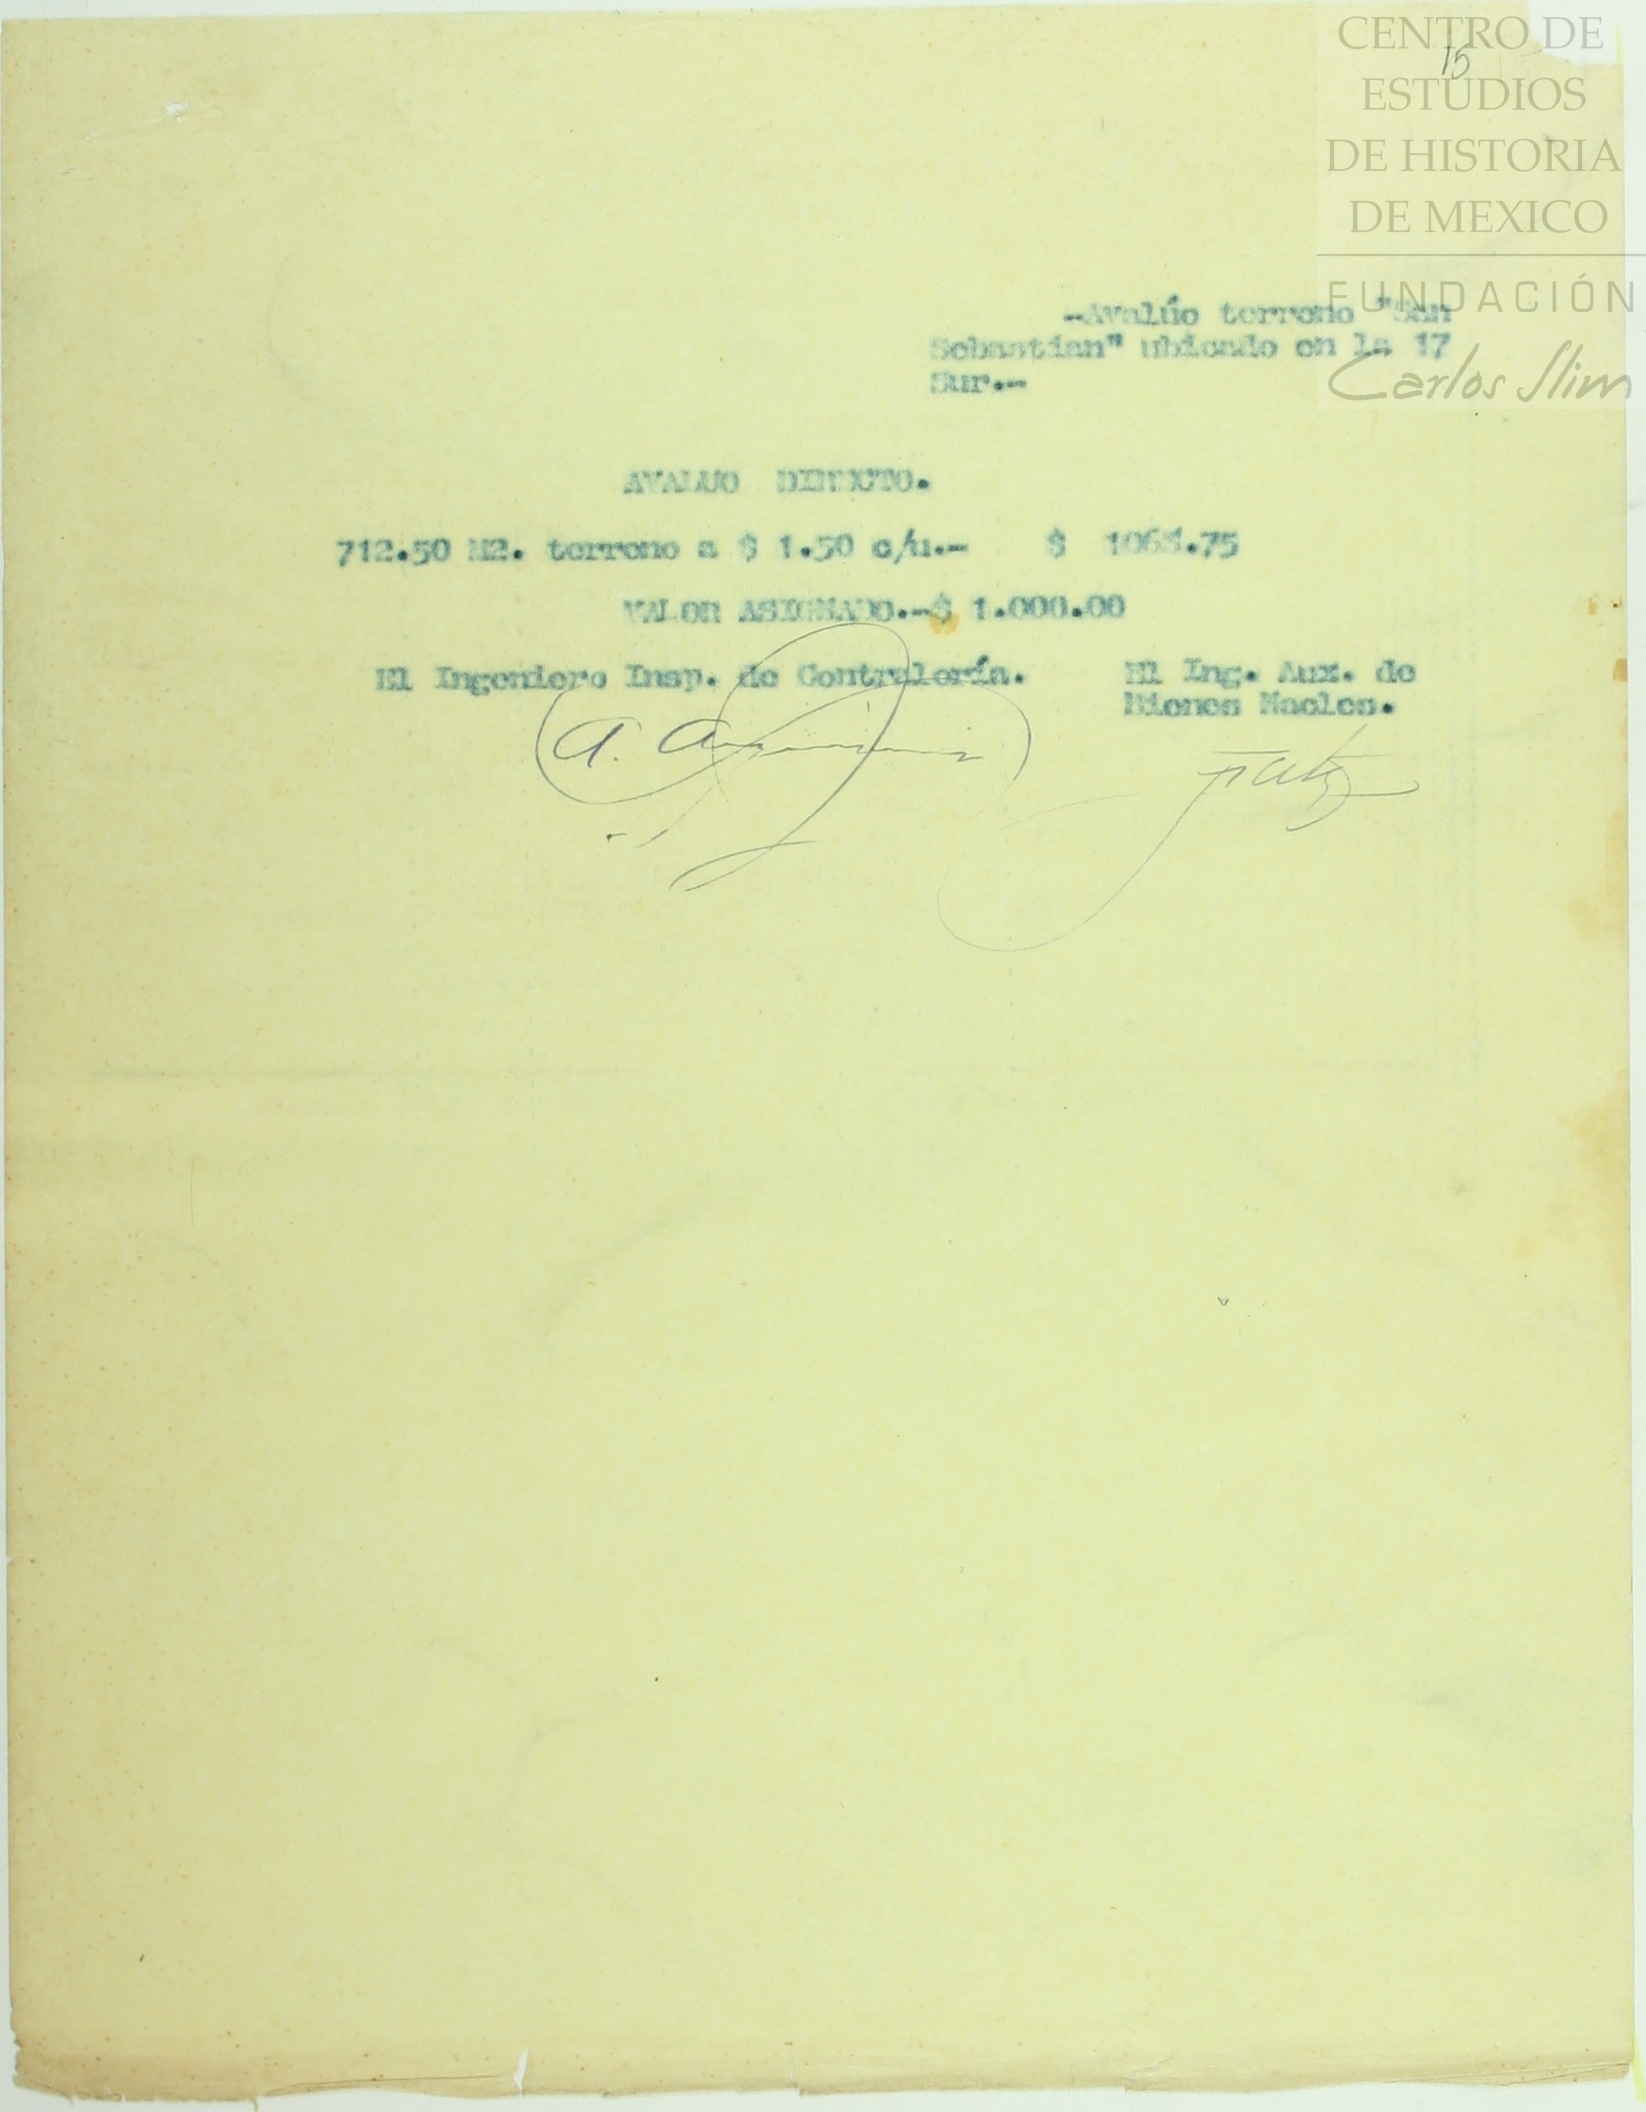 CENTRO DE
ESTUDIOS
DE HISTORIA
DE MEXICO
FUNDACIÓN
Carlos Slim
15
-Avalúo terreno "San
Sebastian" ubicado en la 17
Sur.-
AVALUO DIRECTO.
712.50 M2. terreno a $ 1.50 c/u.- $ 1068.75
VALOR ASIGNADO.-$ 1.000.00
El Ingeniero Insp. de Contraloría. El Ing. Aux. de
Bienes Nacles.
A.